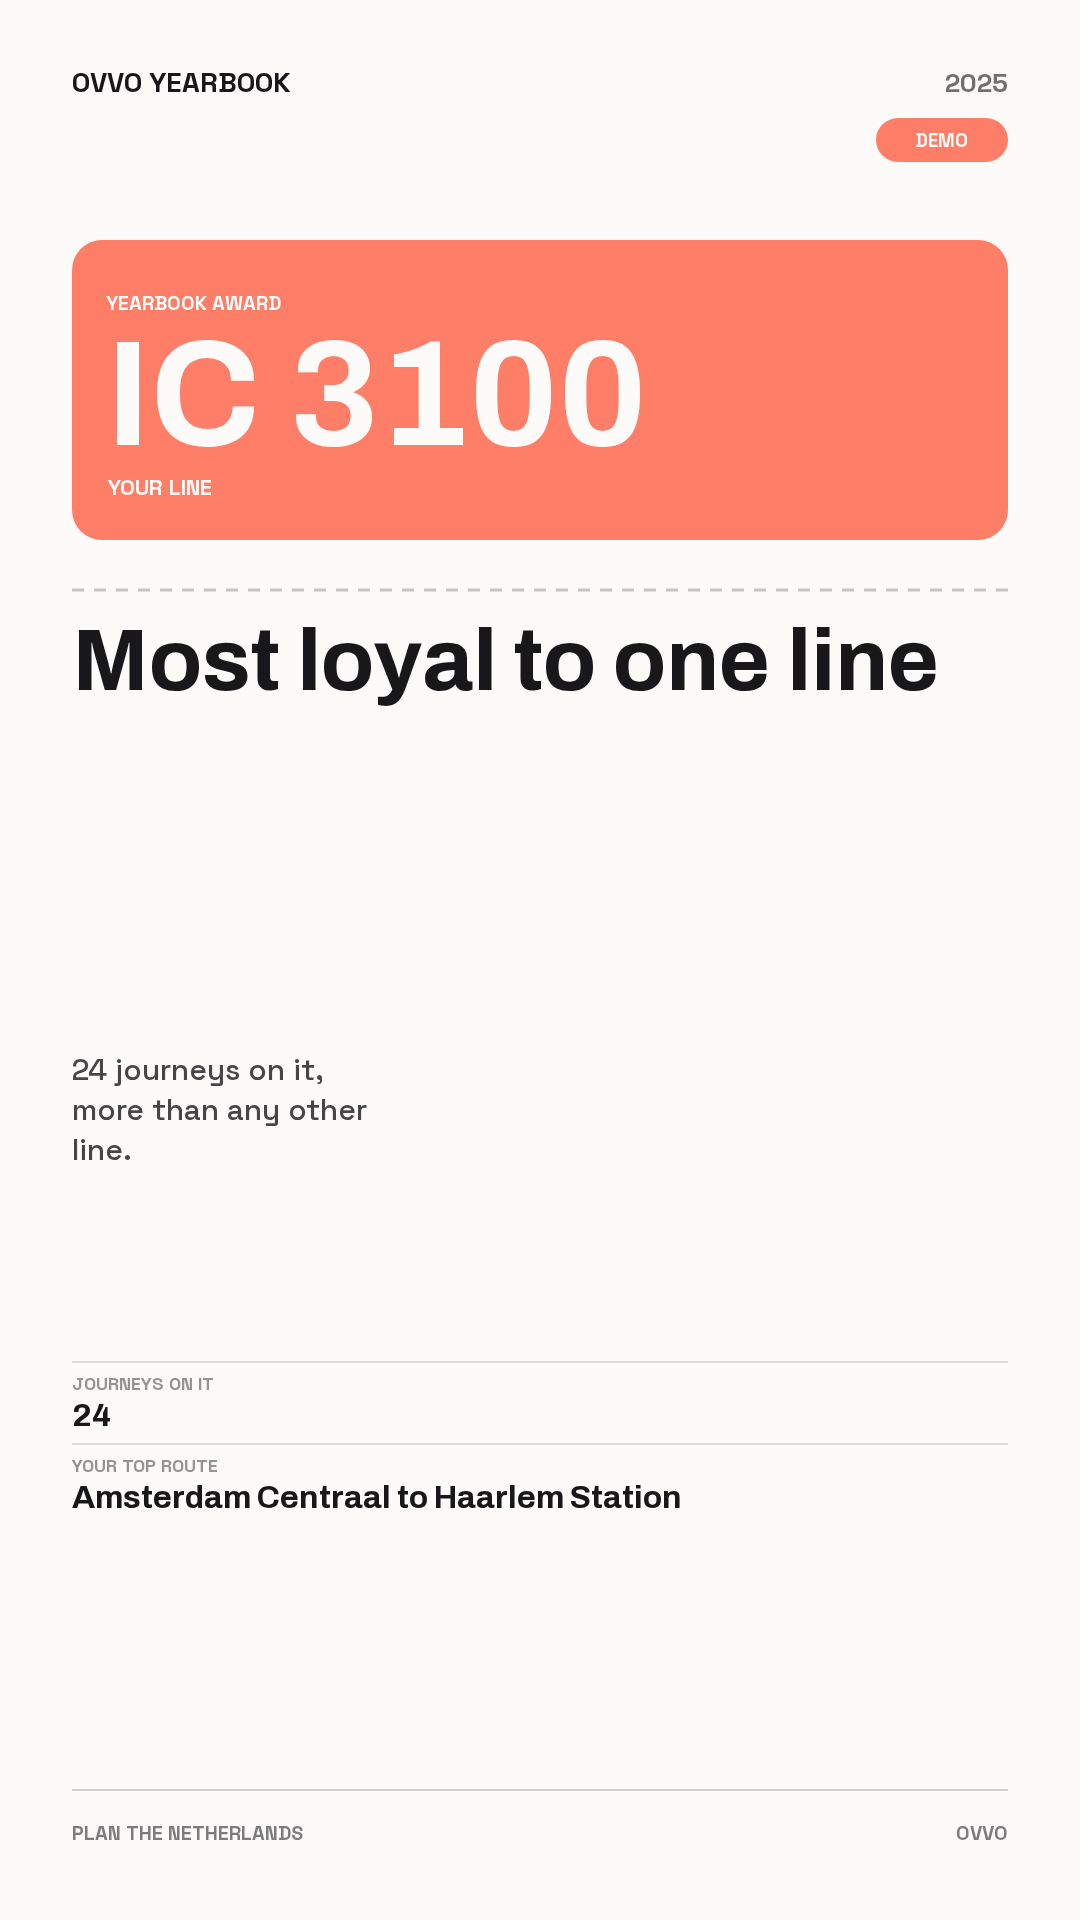 OVVO YEARBOOK
2025
DEMO
YEARBOOK AWARD
IC 3100
YOUR LINE
Most loyal to one line
24 journeys on it,
more than any other
line.
JOURNEYS ON IT
24
YOUR TOP ROUTE
Amsterdam Centraal to Haarlem Station
PLAN THE NETHERLANDS
OVVO